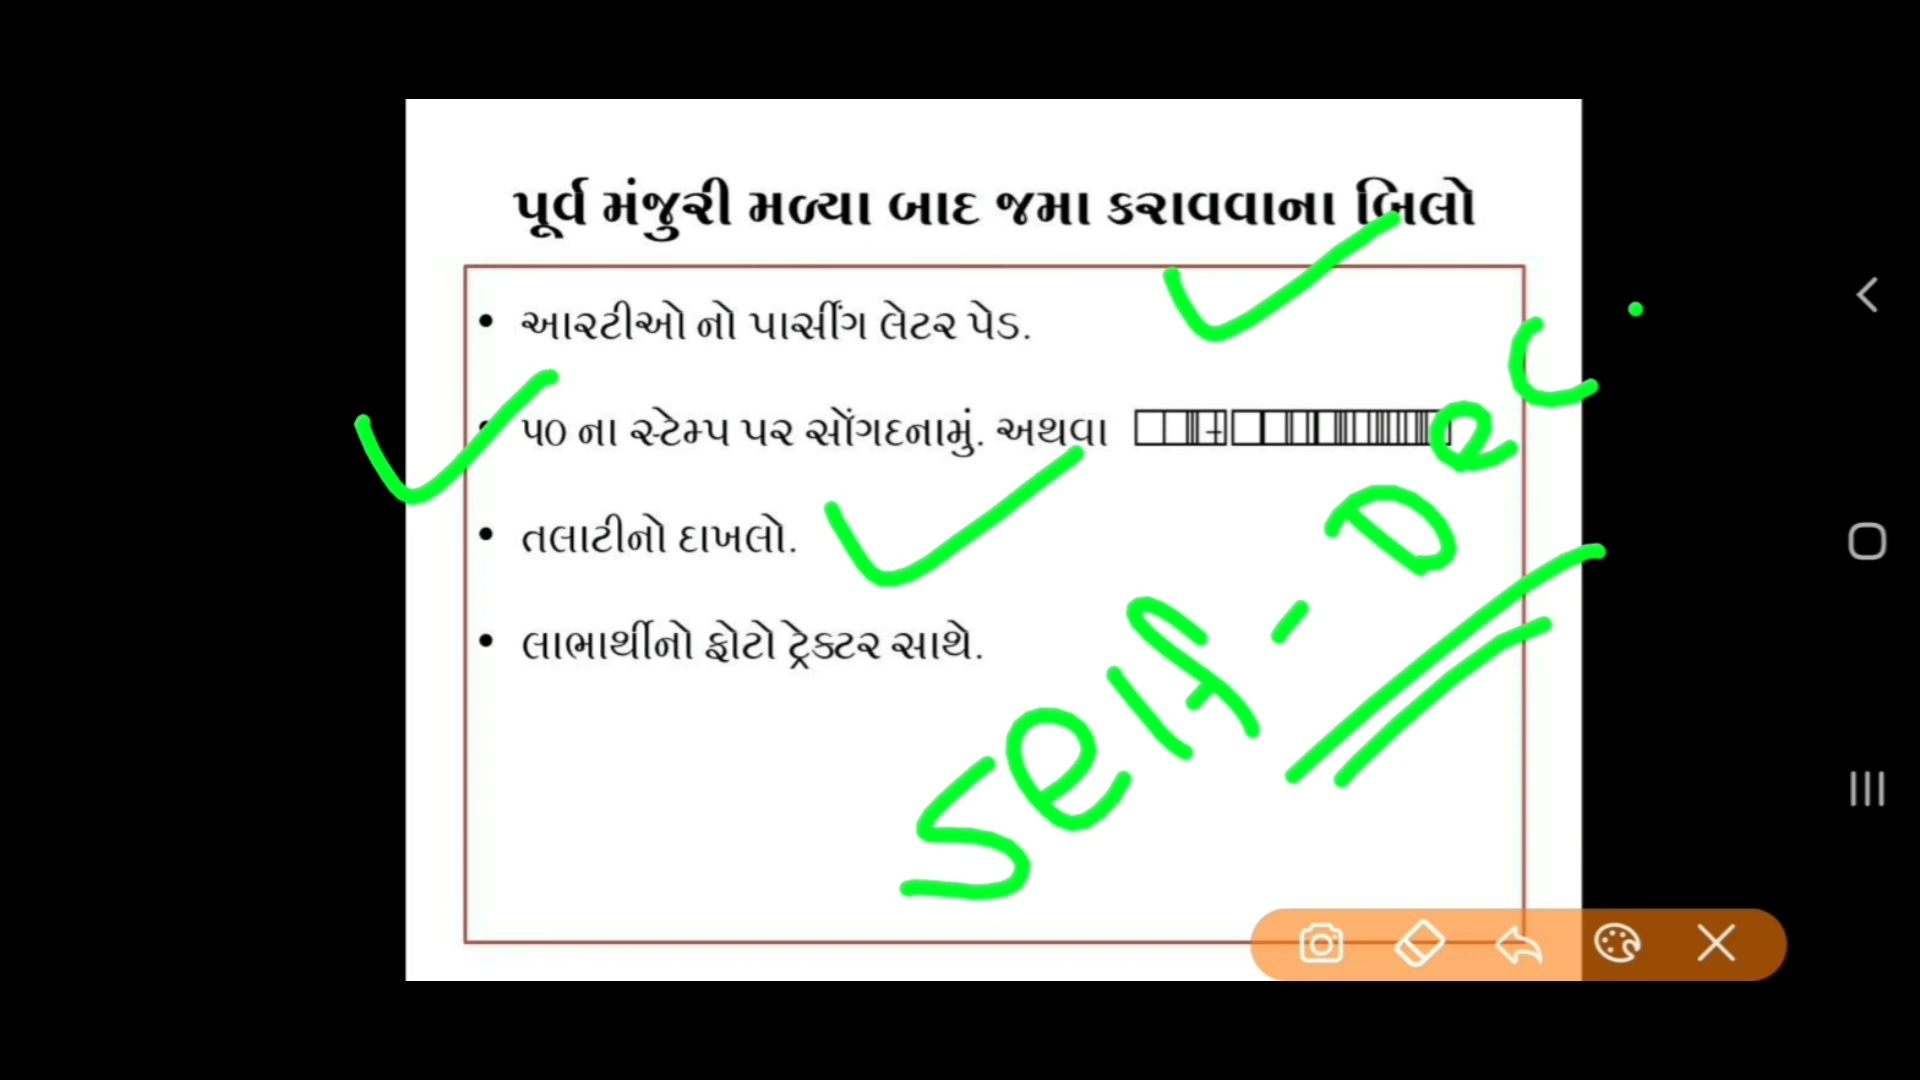 પૂર્વ મંજુરી મળ્યા બાદ જમા કરાવવાના બિલો
• આરટીઓ નો પાર્સીંગ લેટર પેડ.
• ૫૦ ના સ્ટેમ્પ પર સોંગદનામું. અથવા
• તલાટીનો દાખલો.
• લાભાર્થીનો ફોટો ટ્રેક્ટર સાથે.
Self-Dec.